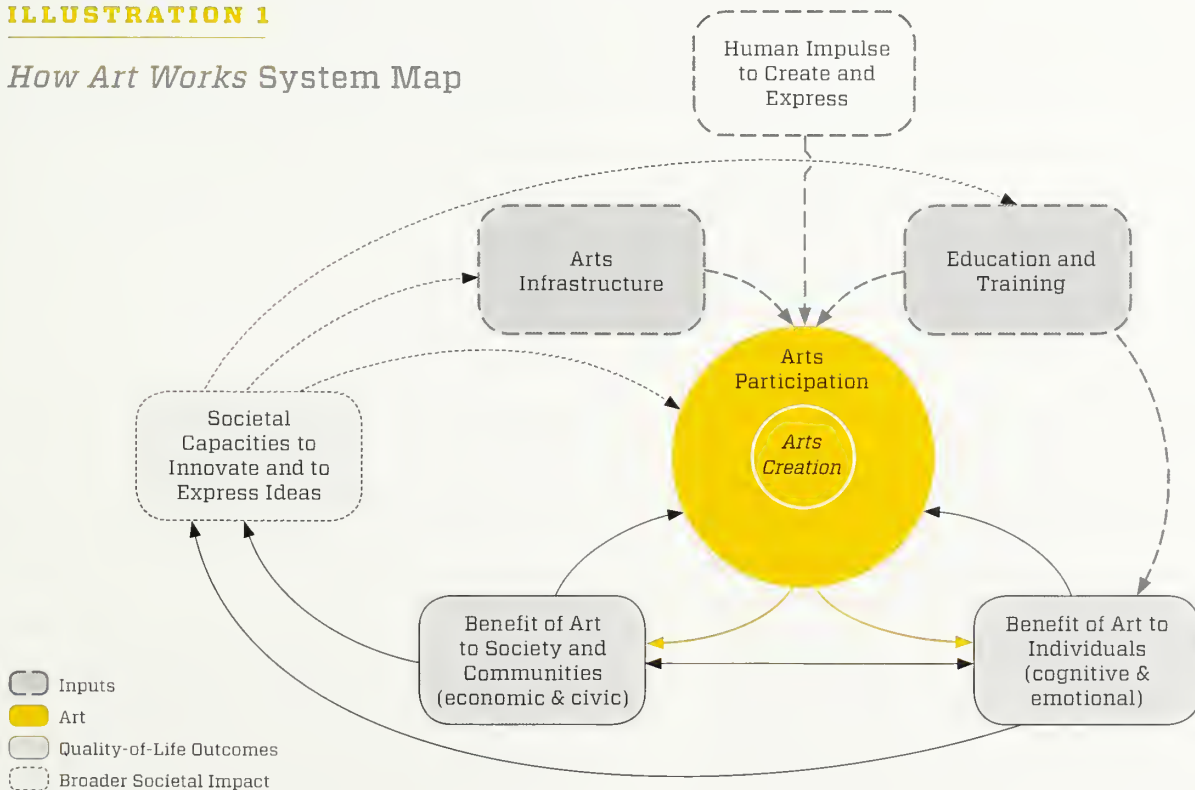 ILLUSTRATION 1
How Art Works System Map
Human Impulse
to Create and
Express
Arts
Infrastructure
Education and
Training
Arts
Participation
Arts
Creation
Societal
Capacities to
Innovate and to
Express Ideas
Benefit of Art
to Society and
Communities
(economic & civic)
Benefit of Art to
Individuals
(cognitive &
emotional)
Inputs
Art
Quality-of-Life Outcomes
Broader Societal Impact